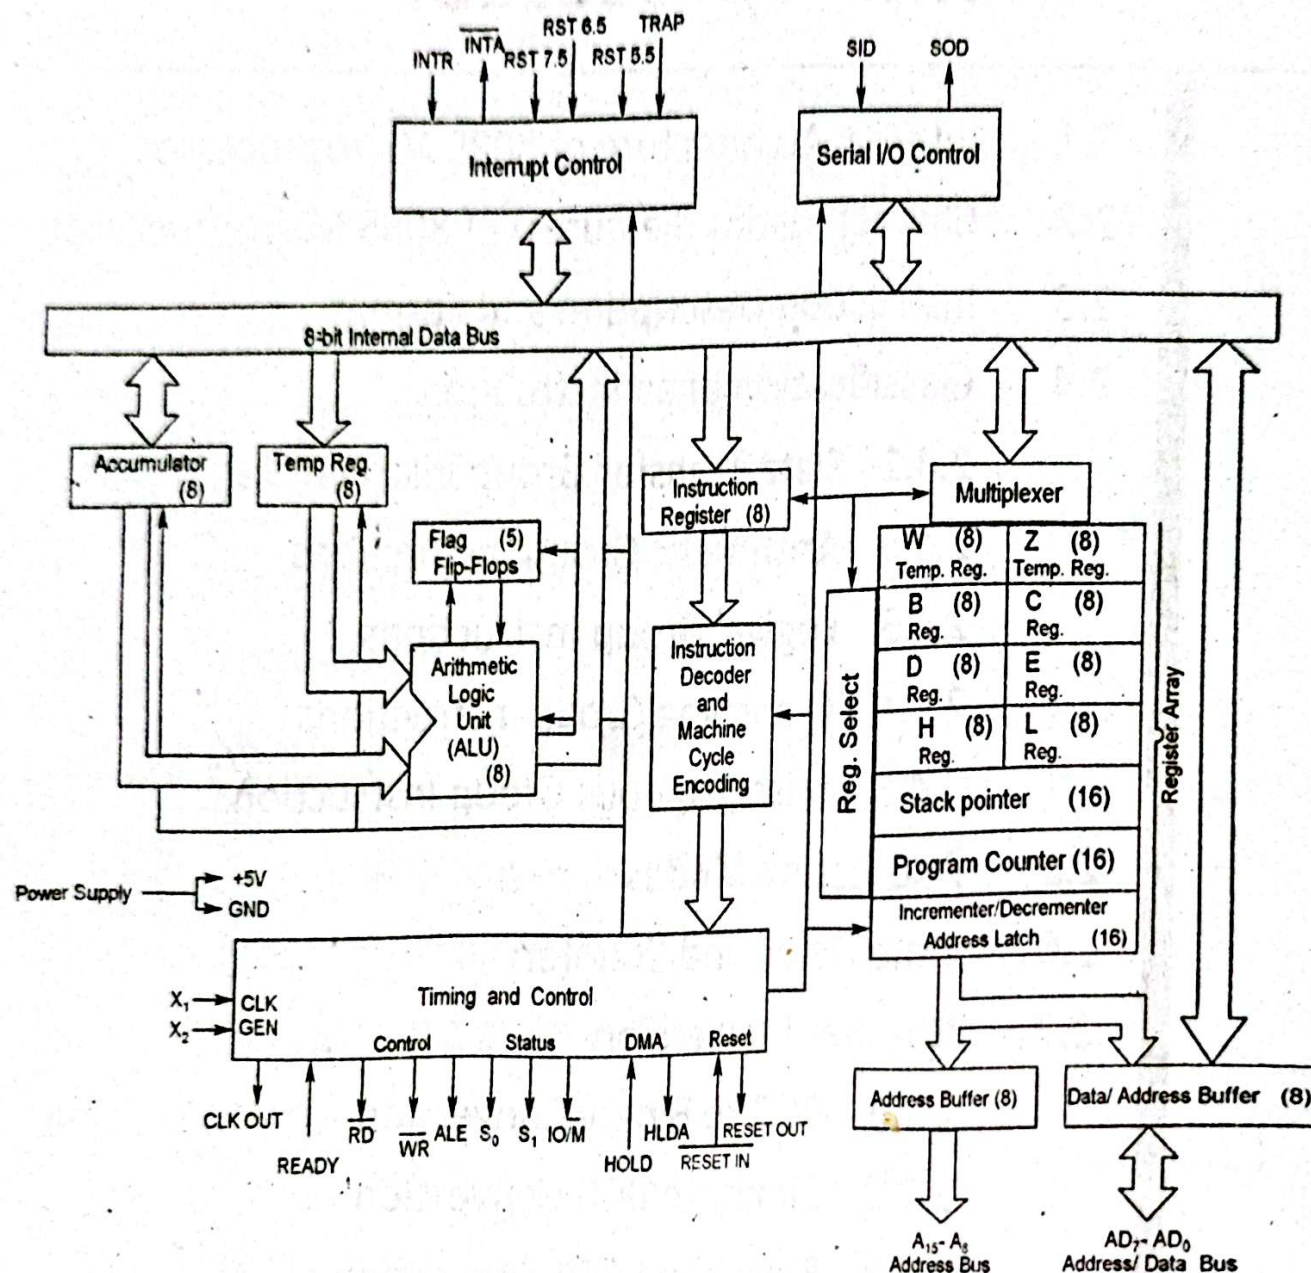 RST 6.5 TRAP
INTR INTA RST 7.5 RST 5.5
SID SOD
Interrupt Control
Serial I/O Control
8-bit Internal Data Bus
Accumulator
(8)
Temp Reg.
(8)
Flag (5)
Flip-Flops
Instruction
Register (8)
Multiplexer
W (8) Z (8)
Temp. Reg. Temp. Reg.
B (8) C (8)
Reg. Reg.
D (8) E (8)
Reg. Reg.
H (8) L (8)
Reg. Reg.
Stack pointer (16)
Program Counter (16)
Incrementer/Decrementer
Address Latch (16)
Reg. Select
Register Array
Arithmetic
Logic
Unit
(ALU)
(8)
Instruction
Decoder
and
Machine
Cycle
Encoding
Power Supply
+5V
GND
X₁ CLK
X₂ GEN
Timing and Control
Control Status DMA Reset
CLK OUT
READY
R̅D̅
W̅R̅
ALE S₀ S₁ IO/M̅
HOLD
HLDA
R̅E̅S̅E̅T̅ I̅N̅
RESET OUT
Address Buffer (8)
Data/ Address Buffer (8)
A₁₅- A₈
Address Bus
AD₇- AD₀
Address/ Data Bus